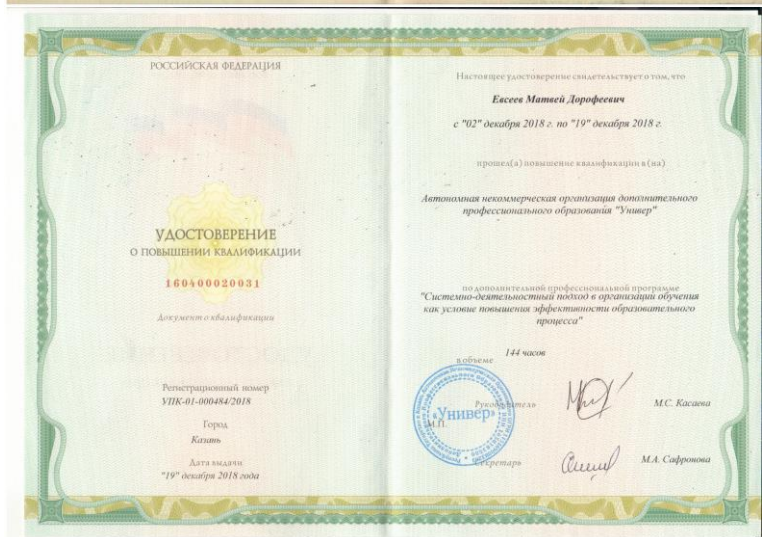 РОССИЙСКАЯ ФЕДЕРАЦИЯ
УДОСТОВЕРЕНИЕ
О ПОВЫШЕНИИ КВАЛИФИКАЦИИ
160400020031
Документ о квалификации
Регистрационный номер
УПК-01-000484/2018
Город
Казань
Дата выдачи
"19" декабря 2018 года
Настоящее удостоверение свидетельствует о том, что
Евсеев Матвей Дорофеевич
с "02" декабря 2018 г. по "19" декабря 2018 г.
прошел(а) повышение квалификации в (на)
Автономная некоммерческая организация дополнительного
профессионального образования "Универ"
по дополнительной профессиональной программе
"Системно-деятельностный подход в организации обучения
как условие повышения эффективности образовательного
процесса"
в объеме
144 часов
Руководитель
М.С. Касаева
«Универ»
М.П.
Секретарь
М.А. Сафронова